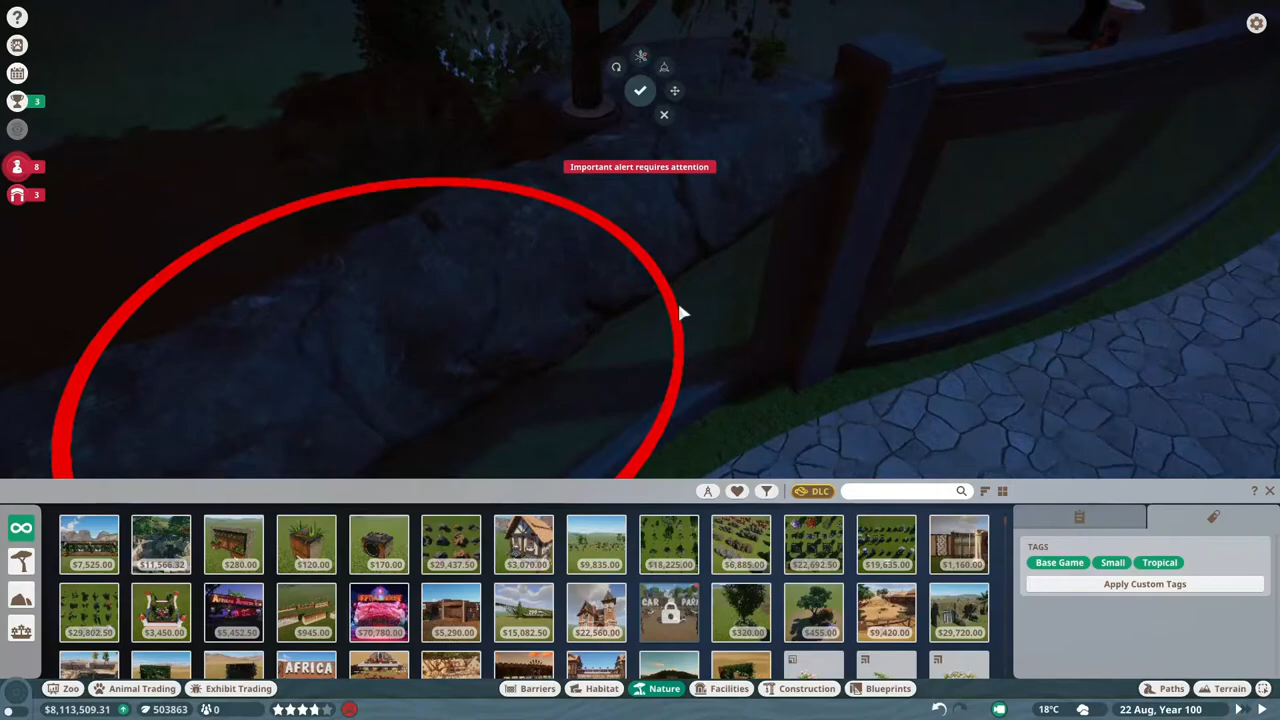 3
8
3
Important alert requires attention
DLC
$7,525.00
$11,566.32
$280.00
$120.00
$170.00
$29,437.50
$3,070.00
$9,835.00
$18,225.00
$6,885.00
$22,692.50
$19,635.00
$1,160.00
TAGS
Base Game
Small
Tropical
Apply Custom Tags
$29,802.50
$3,450.00
$5,452.50
$945.00
$70,780.00
$5,290.00
$15,082.50
$22,560.00
CAR PARK
$320.00
$455.00
$9,420.00
$29,720.00
AFRICA
Zoo
Animal Trading
Exhibit Trading
Barriers
Habitat
Nature
Facilities
Construction
Blueprints
Paths
Terrain
$8,113,509.31
503863
0
18°C
22 Aug, Year 100